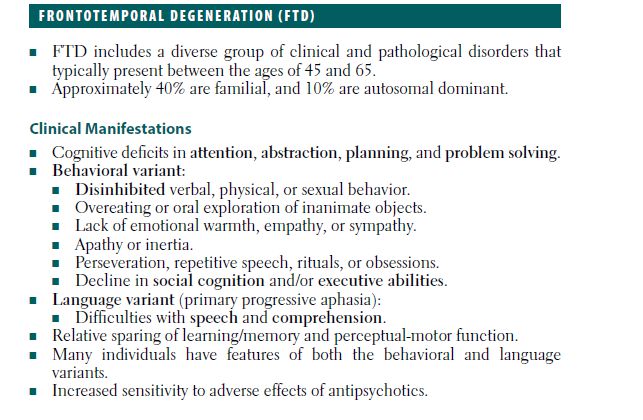 FRONTOTEMPORAL DEGENERATION (FTD)
■ FTD includes a diverse group of clinical and pathological disorders that
typically present between the ages of 45 and 65.
■ Approximately 40% are familial, and 10% are autosomal dominant.
Clinical Manifestations
■ Cognitive deficits in attention, abstraction, planning, and problem solving.
■ Behavioral variant:
■ Disinhibited verbal, physical, or sexual behavior.
■ Overeating or oral exploration of inanimate objects.
■ Lack of emotional warmth, empathy, or sympathy.
■ Apathy or inertia.
■ Perseveration, repetitive speech, rituals, or obsessions.
■ Decline in social cognition and/or executive abilities.
■ Language variant (primary progressive aphasia):
■ Difficulties with speech and comprehension.
■ Relative sparing of learning/memory and perceptual-motor function.
■ Many individuals have features of both the behavioral and language
variants.
■ Increased sensitivity to adverse effects of antipsychotics.